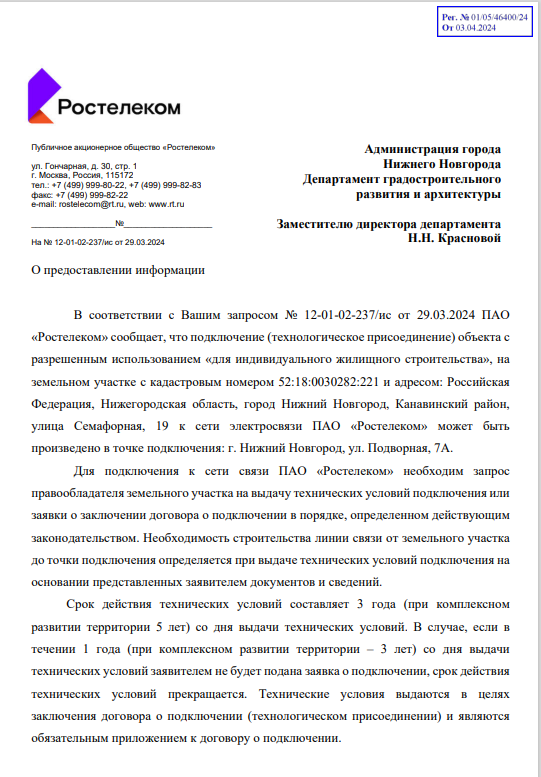 Рег. № 01/05/46400/24
От 03.04.2024
Ростелеком
Публичное акционерное общество «Ростелеком»
ул. Гончарная, д. 30, стр. 1
г. Москва, Россия, 115172
тел.: +7 (499) 999-80-22, +7 (499) 999-82-83
факс: +7 (499) 999-82-22
e-mail: rostelecom@rt.ru, web: www.rt.ru
___________________№____________________
На № 12-01-02-237/ис от 29.03.2024
Администрация города
Нижнего Новгорода
Департамент градостроительного
развития и архитектуры
Заместителю директора департамента
Н.Н. Красновой
О предоставлении информации
В соответствии с Вашим запросом № 12-01-02-237/ис от 29.03.2024 ПАО
«Ростелеком» сообщает, что подключение (технологическое присоединение) объекта с
разрешенным использованием «для индивидуального жилищного строительства», на
земельном участке с кадастровым номером 52:18:0030282:221 и адресом: Российская
Федерация, Нижегородская область, город Нижний Новгород, Канавинский район,
улица Семафорная, 19 к сети электросвязи ПАО «Ростелеком» может быть
произведено в точке подключения: г. Нижний Новгород, ул. Подворная, 7А.
Для подключения к сети связи ПАО «Ростелеком» необходим запрос
правообладателя земельного участка на выдачу технических условий подключения или
заявки о заключении договора о подключении в порядке, определенном действующим
законодательством. Необходимость строительства линии связи от земельного участка
до точки подключения определяется при выдаче технических условий подключения на
основании представленных заявителем документов и сведений.
Срок действия технических условий составляет 3 года (при комплексном
развитии территории 5 лет) со дня выдачи технических условий. В случае, если в
течении 1 года (при комплексном развитии территории – 3 лет) со дня выдачи
технических условий заявителем не будет подана заявка о подключении, срок действия
технических условий прекращается. Технические условия выдаются в целях
заключения договора о подключении (технологическом присоединении) и являются
обязательным приложением к договору о подключении.